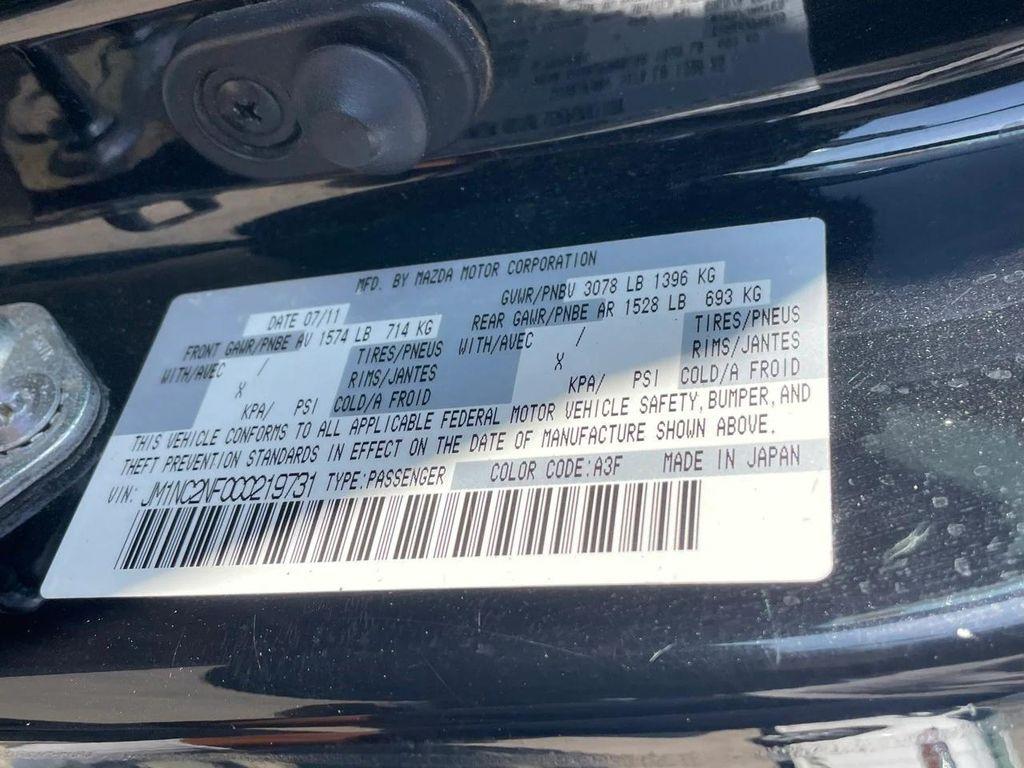 MFD. BY MAZDA MOTOR CORPORATION
DATE 07/11 GVWR/PNBV 3078 LB 1396 KG
FRONT GAWR/PNBE AV 1574 LB 714 KG REAR GAWR/PNBE AR 1528 LB 693 KG
WITH/AVEC / TIRES/PNEUS WITH/AVEC / TIRES/PNEUS
X RIMS/JANTES X RIMS/JANTES
KPA/ PSI COLD/A FROID KPA/ PSI COLD/A FROID
THIS VEHICLE CONFORMS TO ALL APPLICABLE FEDERAL MOTOR VEHICLE SAFETY, BUMPER, AND
THEFT PREVENTION STANDARDS IN EFFECT ON THE DATE OF MANUFACTURE SHOWN ABOVE.
VIN: JM1NC2NF0C0219731 TYPE:PASSENGER COLOR CODE:A3F MADE IN JAPAN